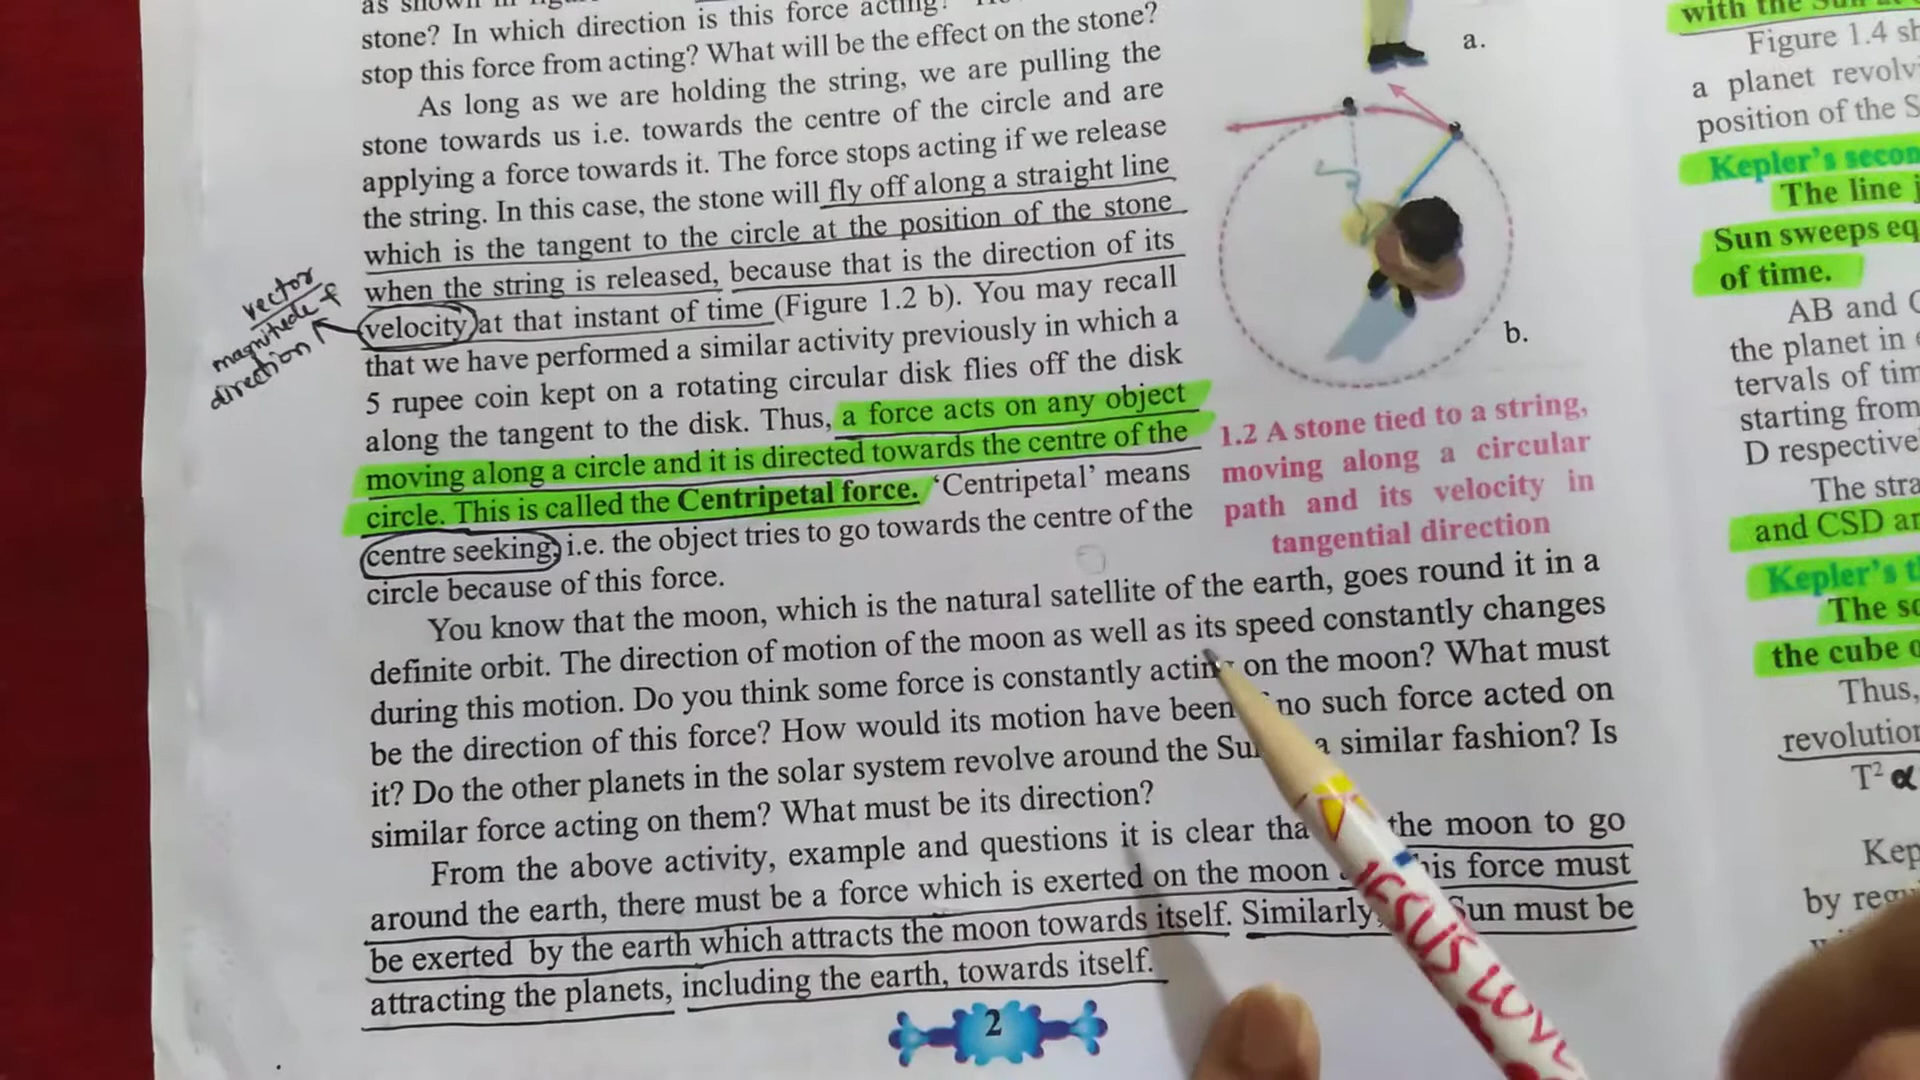 as shown in
stone? In which direction is this force acting?
stop this force from acting? What will be the effect on the stone?
As long as we are holding the string, we are pulling the
stone towards us i.e. towards the centre of the circle and are
applying a force towards it. The force stops acting if we release
the string. In this case, the stone will fly off along a straight line
which is the tangent to the circle at the position of the stone
when the string is released, because that is the direction of its
velocity at that instant of time (Figure 1.2 b). You may recall
that we have performed a similar activity previously in which a
5 rupee coin kept on a rotating circular disk flies off the disk
along the tangent to the disk. Thus, a force acts on any object
moving along a circle and it is directed towards the centre of the
circle. This is called the Centripetal force. ‘Centripetal’ means
centre seeking, i.e. the object tries to go towards the centre of the
circle because of this force.
vector
magnitude &
direction
a.
b.
1.2 A stone tied to a string,
moving along a circular
path and its velocity in
tangential direction
You know that the moon, which is the natural satellite of the earth, goes round it in a
definite orbit. The direction of motion of the moon as well as its speed constantly changes
during this motion. Do you think some force is constantly actin on the moon? What must
be the direction of this force? How would its motion have been no such force acted on
it? Do the other planets in the solar system revolve around the Su a similar fashion? Is
similar force acting on them? What must be its direction?
From the above activity, example and questions it is clear tha the moon to go
around the earth, there must be a force which is exerted on the moon his force must
be exerted by the earth which attracts the moon towards itself. Similarly, Sun must be
attracting the planets, including the earth, towards itself.
2
with the Sun at
Figure 1.4 sh
a planet revolv
position of the S
Kepler’s secon
The line j
Sun sweeps eq
of time.
AB and C
the planet in
tervals of tim
starting from
D respective
The stra
and CSD ar
Kepler’s t
The sq
the cube o
Thus,
revolution
T² α
Kep
by reg
JESUS LOVE